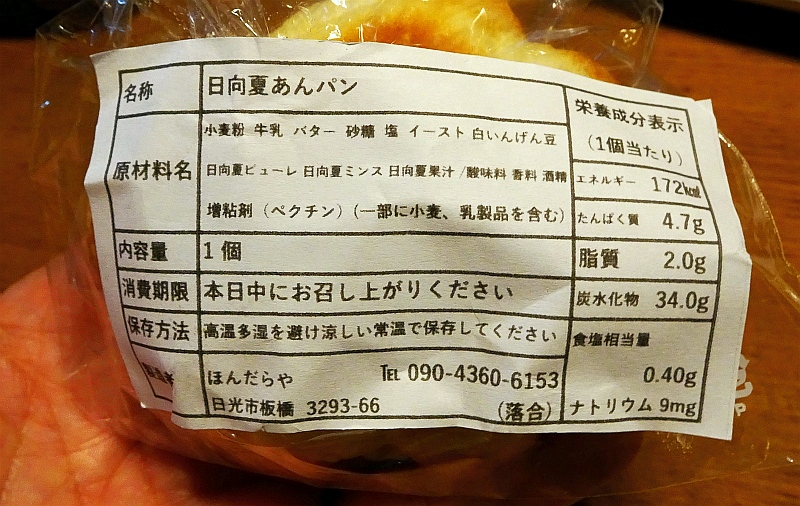 名称
日向夏あんパン
原材料名
小麦粉 牛乳 バター 砂糖 塩 イースト 白いんげん豆
日向夏ピューレ 日向夏ミンス 日向夏果汁 /酸味料 香料 酒精
増粘剤（ペクチン）（一部に小麦、乳製品を含む）
内容量
1個
消費期限
本日中にお召し上がりください
保存方法
高温多湿を避け涼しい常温で保存してください
ほんだらや
℡ 090-4360-6153
日光市板橋 3293-66
（落合）
栄養成分表示
（1個当たり）
エネルギー 172kcal
たんぱく質 4.7g
脂質 2.0g
炭水化物 34.0g
食塩相当量
0.40g
ナトリウム 9mg